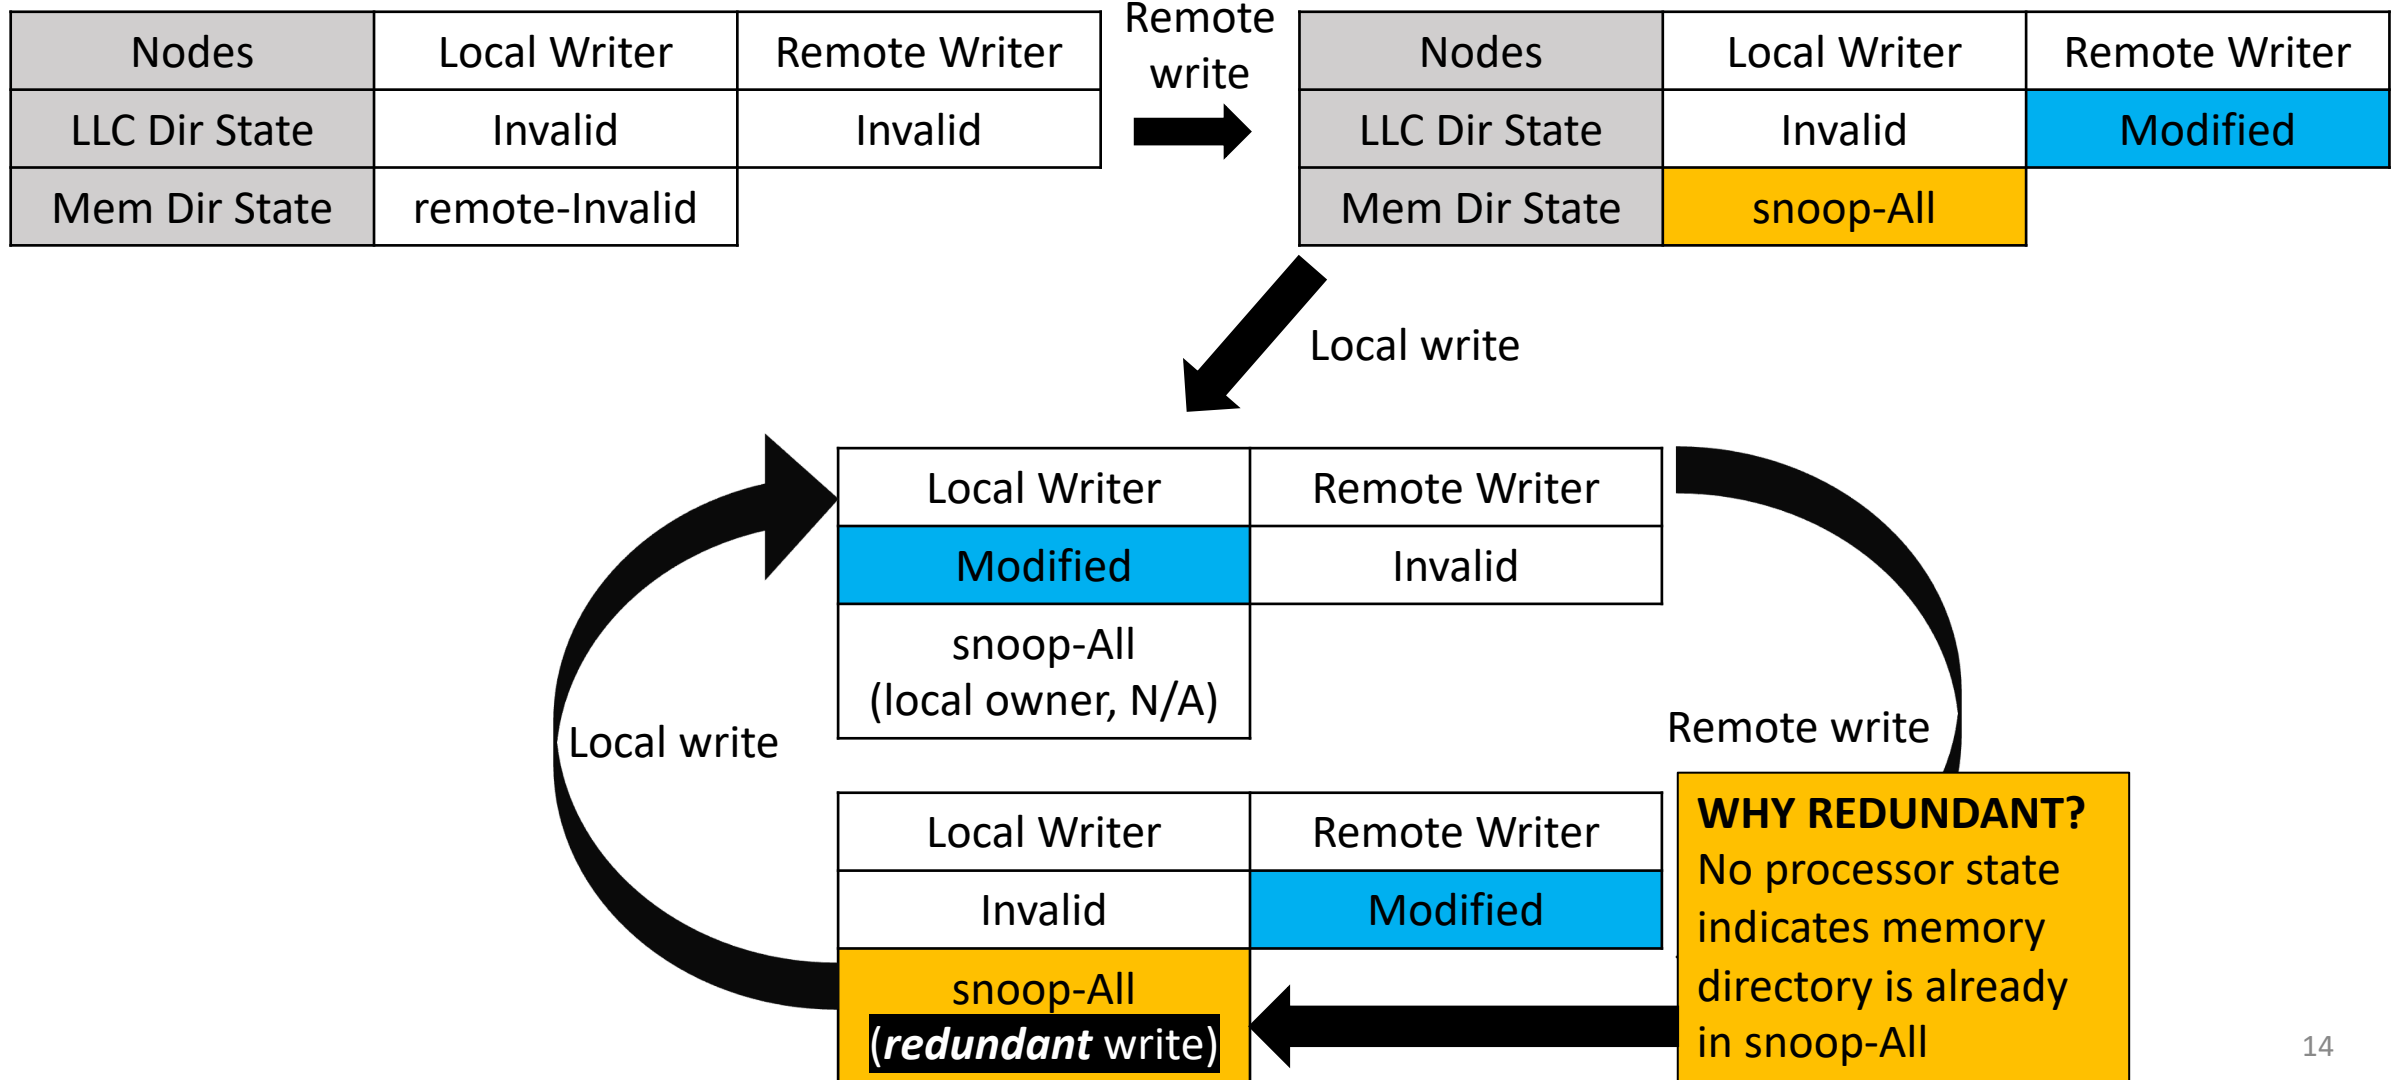 Nodes Local Writer Remote Writer
LLC Dir State Invalid Invalid
Mem Dir State remote-Invalid
Remote
write
Nodes Local Writer Remote Writer
LLC Dir State Invalid Modified
Mem Dir State snoop-All
Local write
Local Writer Remote Writer
Modified Invalid
snoop-All
(local owner, N/A)
Local write
Remote write
Local Writer Remote Writer
Invalid Modified
snoop-All
(redundant write)
WHY REDUNDANT?
No processor state
indicates memory
directory is already
in snoop-All
14